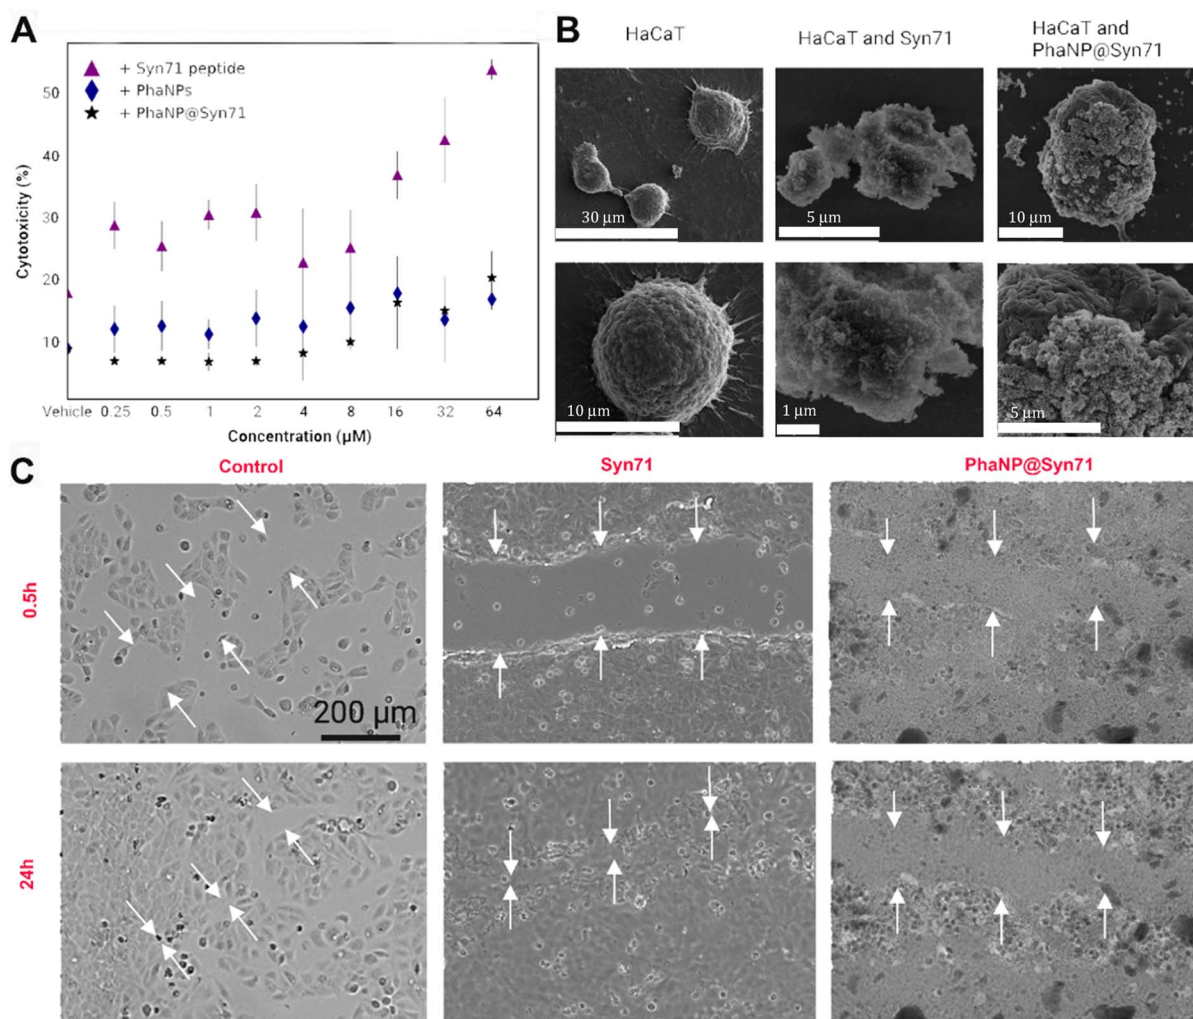 A
Cytotoxicity (%)
50
40
30
20
10
+ Syn71 peptide
+ PhaNPs
+ PhaNP@Syn71
Vehicle 0.25 0.5 1 2 4 8 16 32 64
Concentration (µM)
B
HaCaT
HaCaT and Syn71
HaCaT and
PhaNP@Syn71
30 µm
5 µm
10 µm
10 µm
1 µm
5 µm
C
Control
Syn71
PhaNP@Syn71
0.5h
200 µm
24h